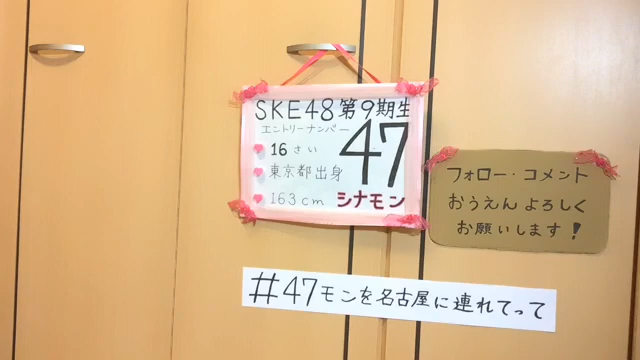 SKE48第9期生
エントリーナンバー
47
16さい
東京都出身
163cm
シナモン
フォロー・コメント
おうえんよろしく
お願いします!
#47モンを名古屋に連れてって